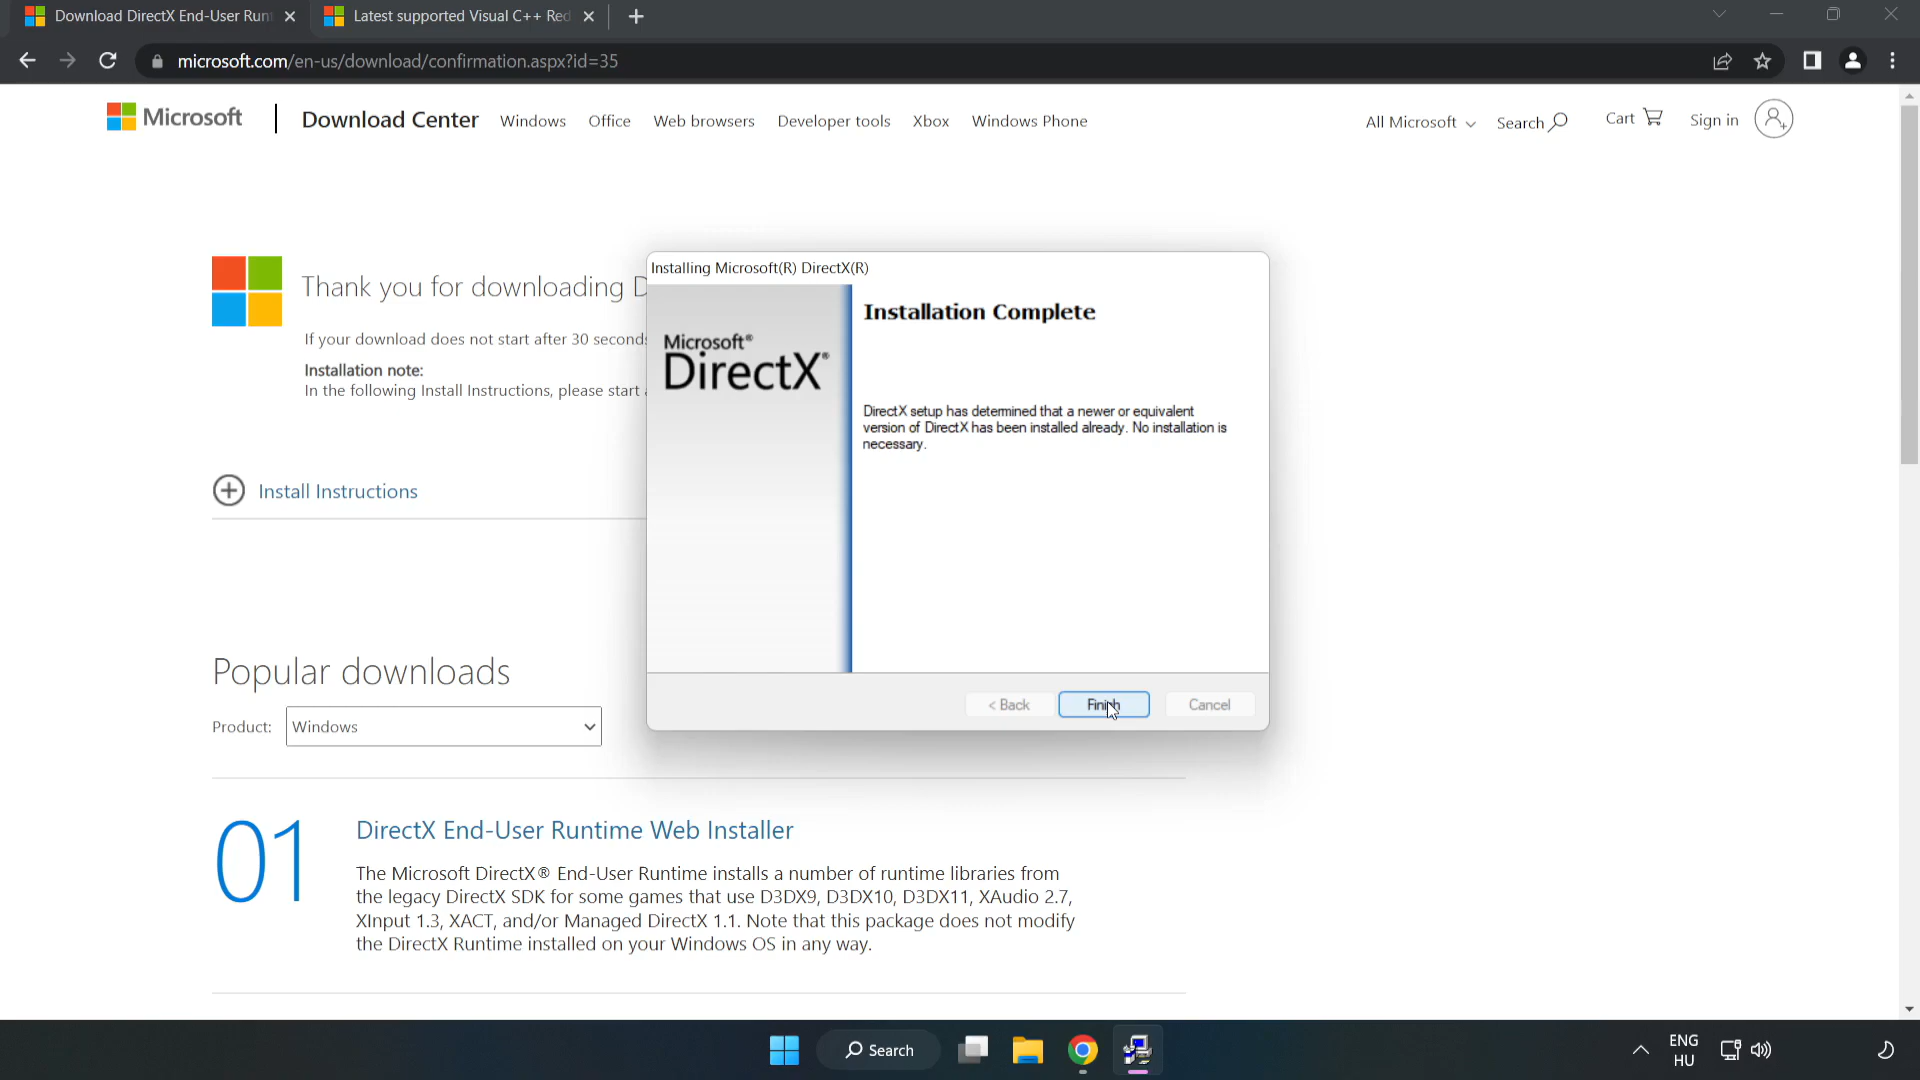 Download DirectX End-User Runt
Latest supported Visual C++ Red
microsoft.com/en-us/download/confirmation.aspx?id=35
Microsoft
Download Center
Windows
Office
Web browsers
Developer tools
Xbox
Windows Phone
All Microsoft
Search
Cart
Sign in
Thank you for downloading D
If your download does not start after 30 seconds
Installation note:
In the following Install Instructions, please start a
Install Instructions
Installing Microsoft(R) DirectX(R)
Microsoft®
DirectX®
Installation Complete
DirectX setup has determined that a newer or equivalent
version of DirectX has been installed already. No installation is
necessary.
< Back
Finish
Cancel
Popular downloads
Product:
Windows
01
DirectX End-User Runtime Web Installer
The Microsoft DirectX® End-User Runtime installs a number of runtime libraries from
the legacy DirectX SDK for some games that use D3DX9, D3DX10, D3DX11, XAudio 2.7,
XInput 1.3, XACT, and/or Managed DirectX 1.1. Note that this package does not modify
the DirectX Runtime installed on your Windows OS in any way.
Search
ENG
HU